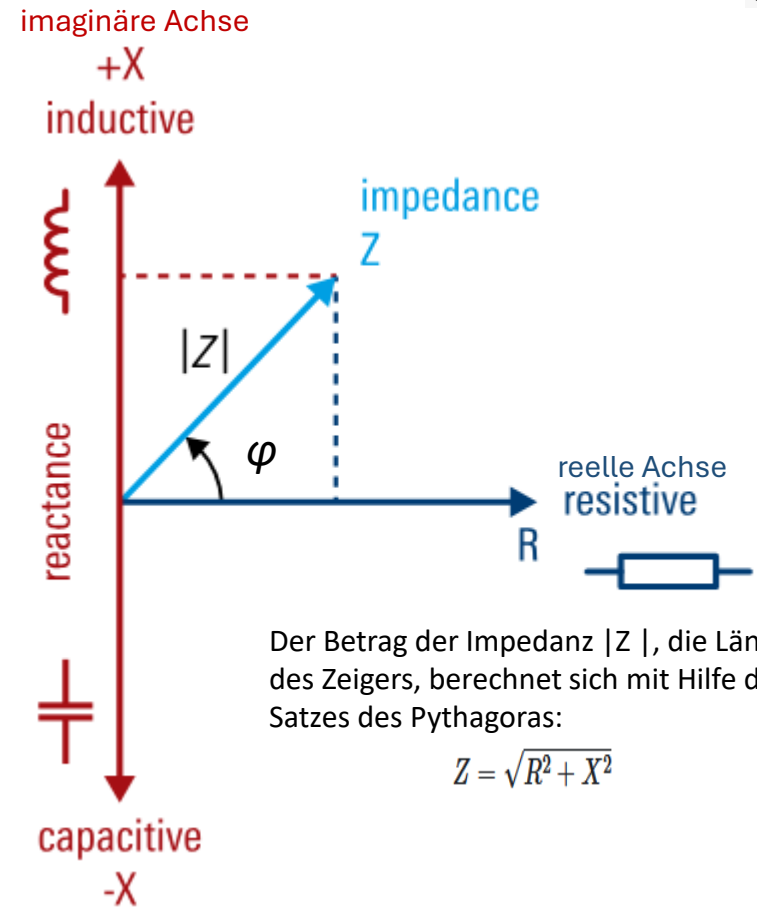 imaginäre Achse
+X
inductive
impedance
Z
|Z|
φ
reactance
reelle Achse
resistive
R
Der Betrag der Impedanz |Z |, die Län
des Zeigers, berechnet sich mit Hilfe d
Satzes des Pythagoras:
Z = √R² + X²
capacitive
-X